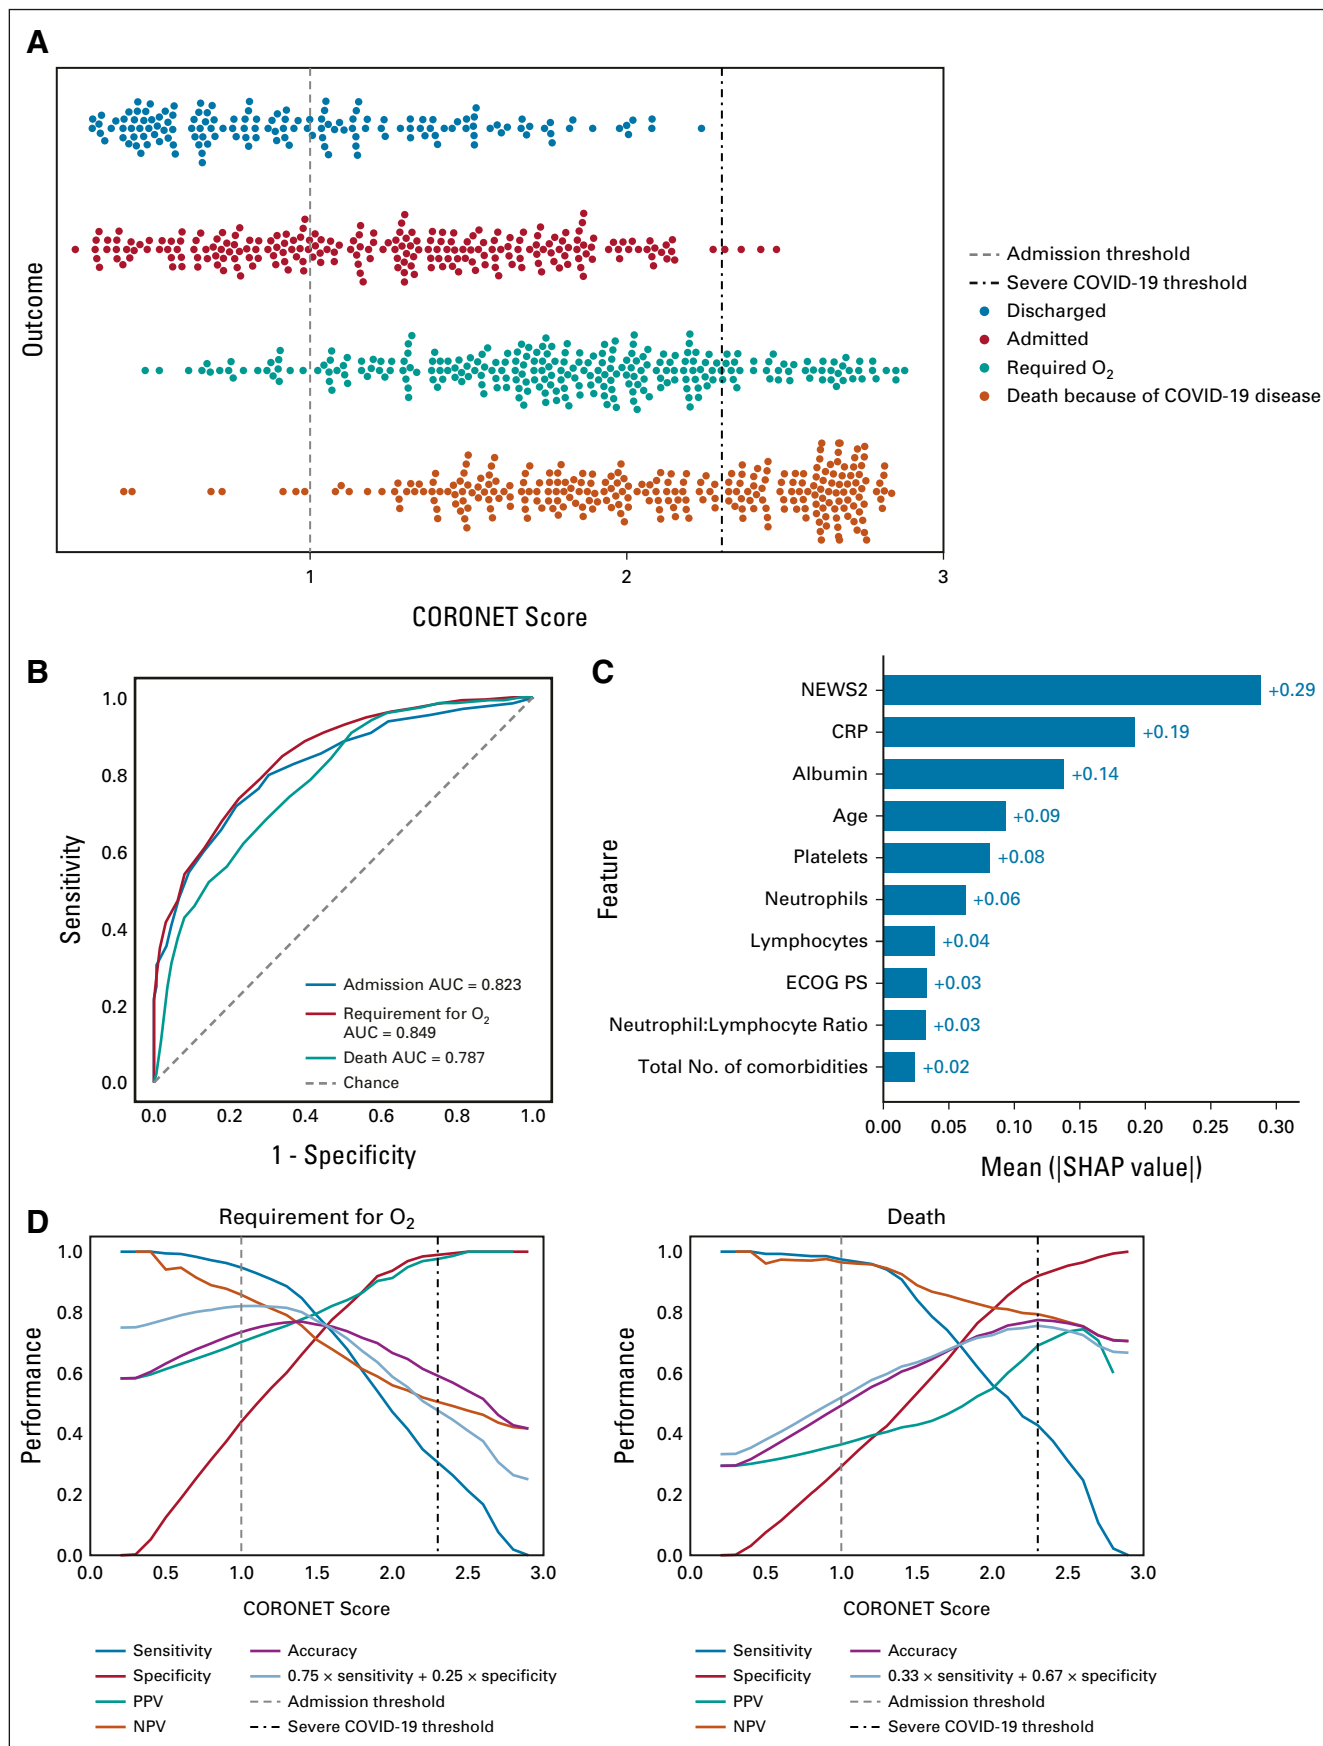 A
Outcome
1
2
3
CORONET Score
Admission threshold
Severe COVID-19 threshold
Discharged
Admitted
Required O₂
Death because of COVID-19 disease
B
Sensitivity
1.0
0.8
0.6
0.4
0.2
0.0
Admission AUC = 0.823
Requirement for O₂
AUC = 0.849
Death AUC = 0.787
Chance
0.0 0.2 0.4 0.6 0.8 1.0
1 - Specificity
C
Feature
NEWS2 +0.29
CRP +0.19
Albumin +0.14
Age +0.09
Platelets +0.08
Neutrophils +0.06
Lymphocytes +0.04
ECOG PS +0.03
Neutrophil:Lymphocyte Ratio +0.03
Total No. of comorbidities +0.02
0.00 0.05 0.10 0.15 0.20 0.25 0.30
Mean (|SHAP value|)
D
Requirement for O₂
Performance
1.0
0.8
0.6
0.4
0.2
0.0
0.0 0.5 1.0 1.5 2.0 2.5 3.0
CORONET Score
Sensitivity
Specificity
PPV
NPV
Accuracy
0.75 × sensitivity + 0.25 × specificity
Admission threshold
Severe COVID-19 threshold
Death
Performance
1.0
0.8
0.6
0.4
0.2
0.0
0.0 0.5 1.0 1.5 2.0 2.5 3.0
CORONET Score
Sensitivity
Specificity
PPV
NPV
Accuracy
0.33 × sensitivity + 0.67 × specificity
Admission threshold
Severe COVID-19 threshold